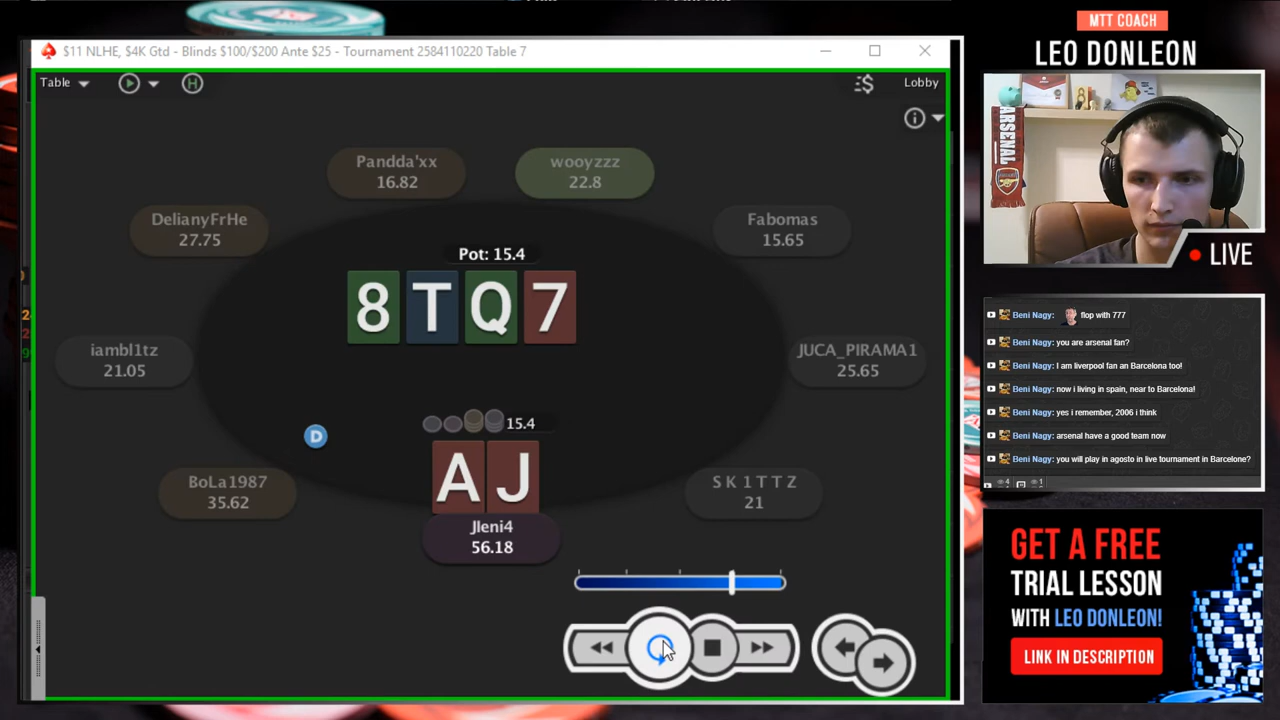 $11 NLHE, $4K Gtd - Blinds $100/$200 Ante $25 - Tournament 2584110220 Table 7
Table
H
$
Lobby
i
Pandda'xx
16.82
wooyzzz
22.8
DelianyFrHe
27.75
Fabomas
15.65
Pot: 15.4
8 T Q 7
iambl1tz
21.05
JUCA_PIRAMA1
25.65
D
15.4
A J
BoLa1987
35.62
S K 1 T T Z
21
Jleni4
56.18
MTT COACH
LEO DONLEON
ARSENAL
LIVE
Beni Nagy: flop with 777
Beni Nagy: you are arsenal fan?
Beni Nagy: I am liverpool fan an Barcelona too!
Beni Nagy: now i living in spain, near to Barcelona!
Beni Nagy: yes i remember, 2006 i think
Beni Nagy: arsenal have a good team now
Beni Nagy: you will play in agosto in live tournament in Barcelone?
4 1
GET A FREE
TRIAL LESSON
WITH LEO DONLEON!
LINK IN DESCRIPTION